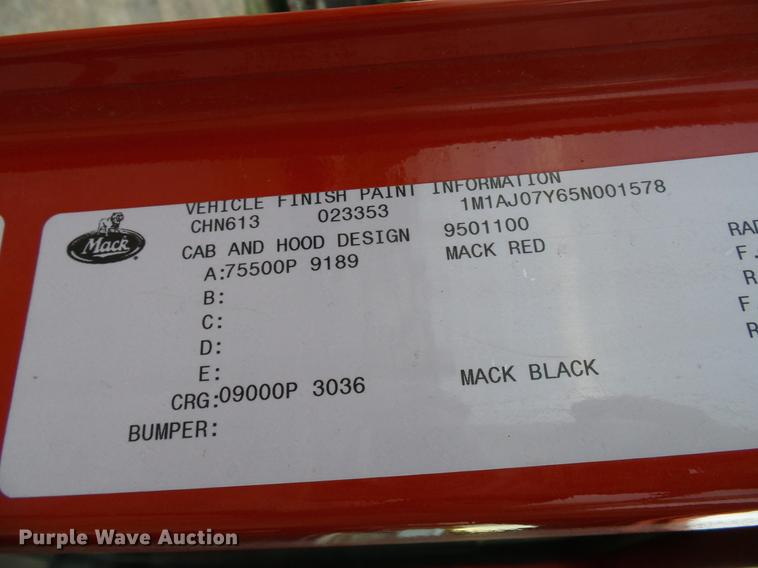 VEHICLE FINISH PAINT INFORMATION
CHN613 023353 1M1AJ07Y65N001578
Mack
CAB AND HOOD DESIGN 9501100
A:75500P 9189 MACK RED
RAD
B: F.
C: R
D: F
E: R
CRG:09000P 3036 MACK BLACK
BUMPER:
Purple Wave Auction